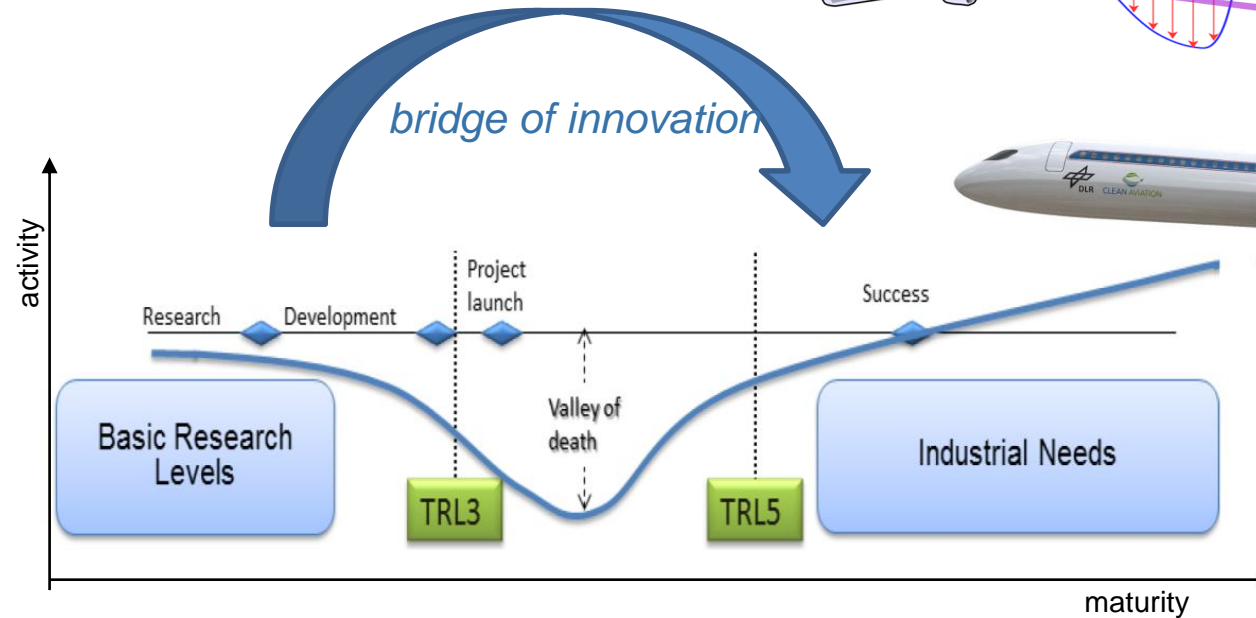 bridge of innovation
DLR
CLEAN AVIATION
activity
Project
launch
Research
Development
Success
Valley of
death
Basic Research
Levels
Industrial Needs
TRL3
TRL5
maturity